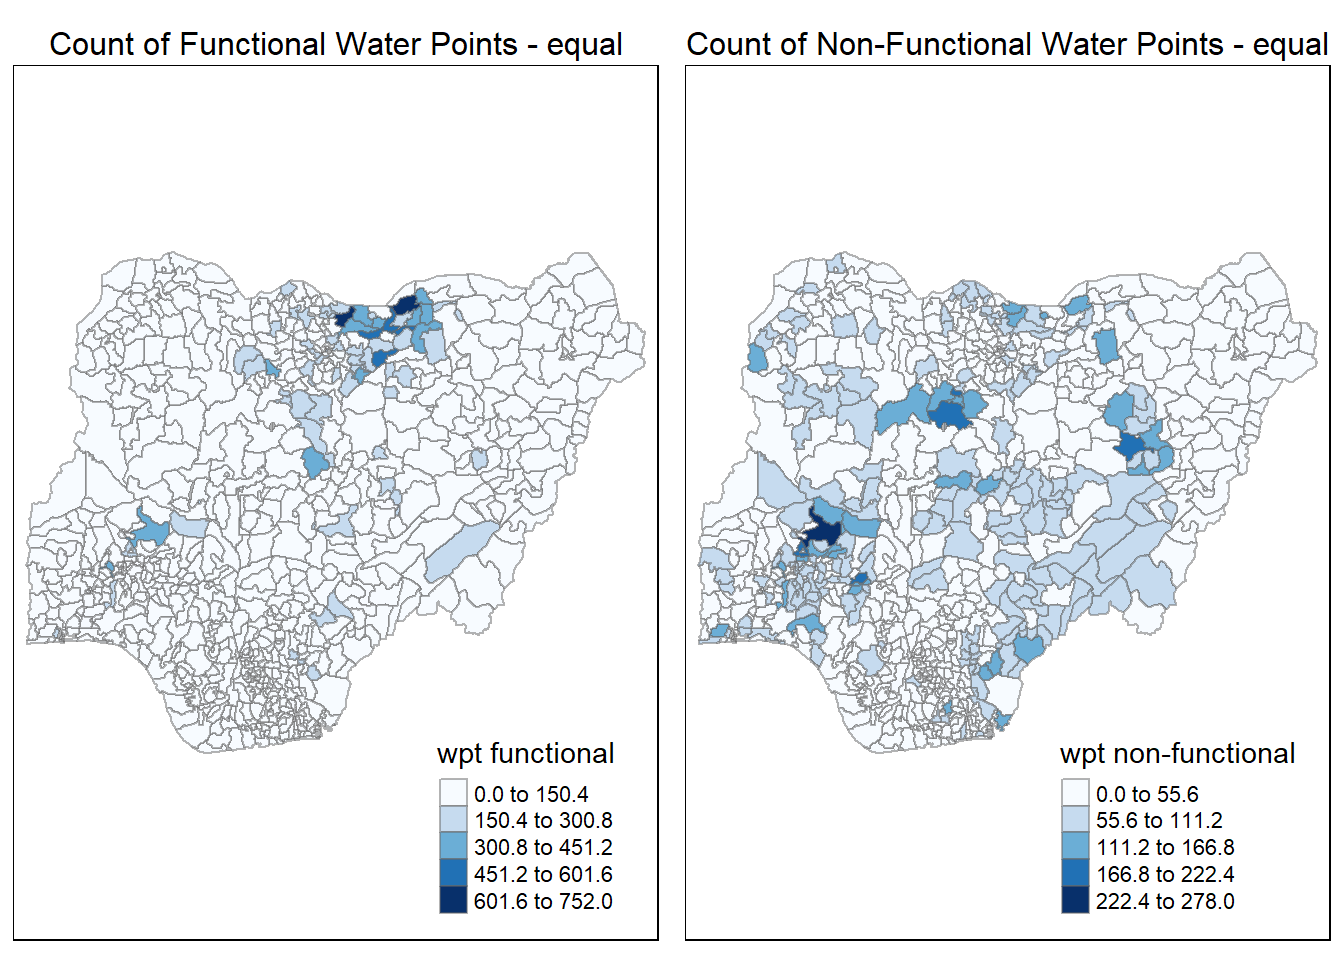 Count of Functional Water Points - equal
wpt functional
0.0 to 150.4
150.4 to 300.8
300.8 to 451.2
451.2 to 601.6
601.6 to 752.0
Count of Non-Functional Water Points - equal
wpt non-functional
0.0 to 55.6
55.6 to 111.2
111.2 to 166.8
166.8 to 222.4
222.4 to 278.0